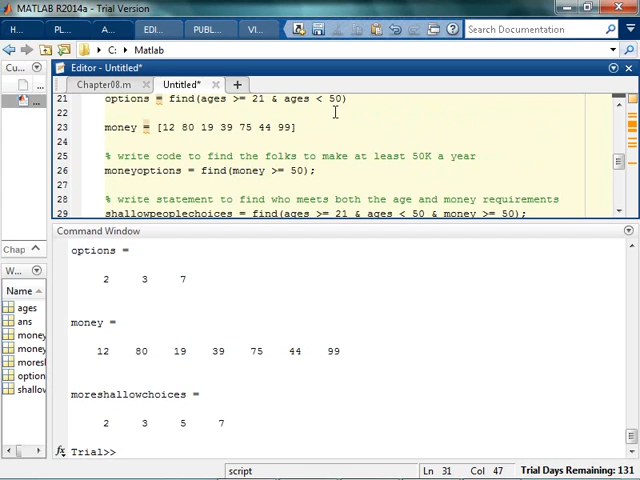 MATLAB R2014a - Trial Version
H... P... A... EDI... PUBL... VI... Search Documentation
C: Matlab
Cu...
Editor - Untitled*
Chapter08.m Untitled*
21 options = find(ages >= 21 & ages < 50)
22
23 money = [12 80 19 39 75 44 99]
24
25 % write code to find the folks to make at least 50K a year
26 moneyoptions = find(money >= 50);
27
28 % write statement to find who meets both the age and money requirements
29 shallowpeoplechoices = find(ages >= 21 & ages < 50 & money >= 50);
Chap
W...
Name
ages
ans
money
money
moresh
option
shallow
Command Window
options =
2 3 7
money =
12 80 19 39 75 44 99
moreshallowchoices =
2 3 5 7
fx Trial>>
script
Ln 31 Col 47 Trial Days Remaining: 131